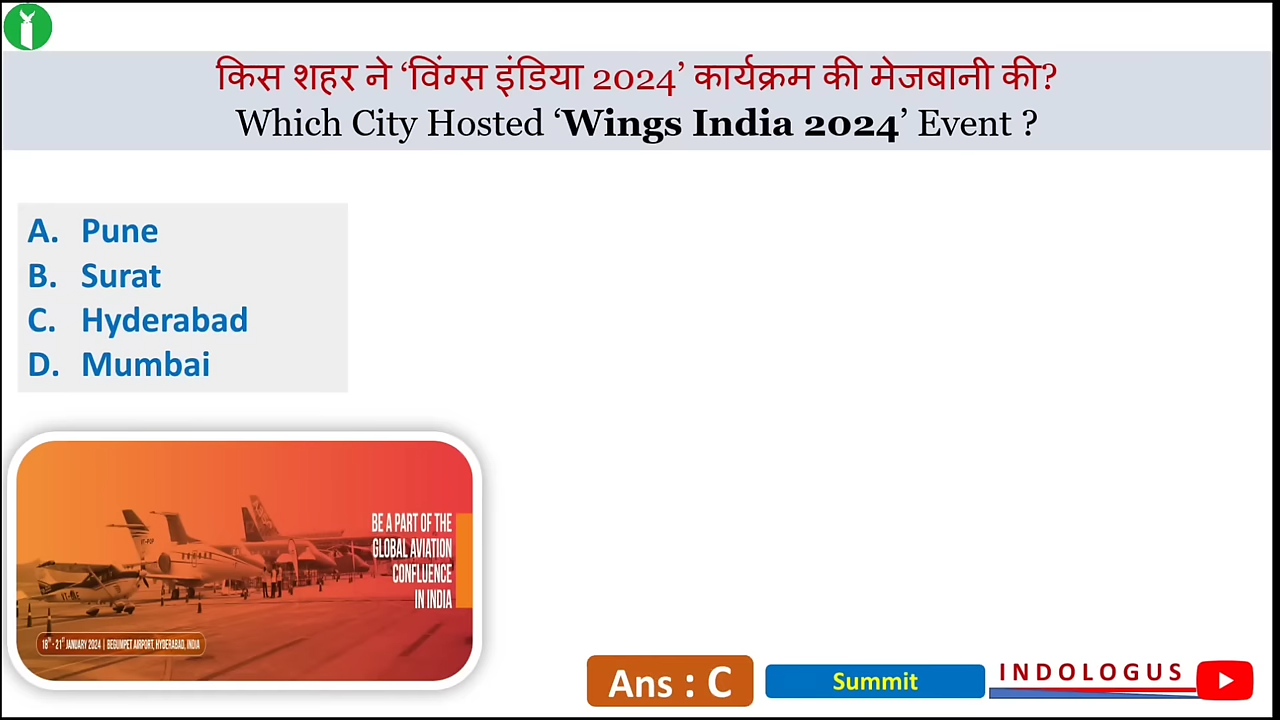 किस शहर ने ‘विंग्स इंडिया 2024’ कार्यक्रम की मेजबानी की?
Which City Hosted ‘Wings India 2024’ Event ?
A. Pune
B. Surat
C. Hyderabad
D. Mumbai
BE A PART OF THE
GLOBAL AVIATION
CONFLUENCE
IN INDIA
18TH - 21ST JANUARY 2024 | BEGUMPET AIRPORT, HYDERABAD, INDIA
Ans : C
Summit
INDOLOGUS